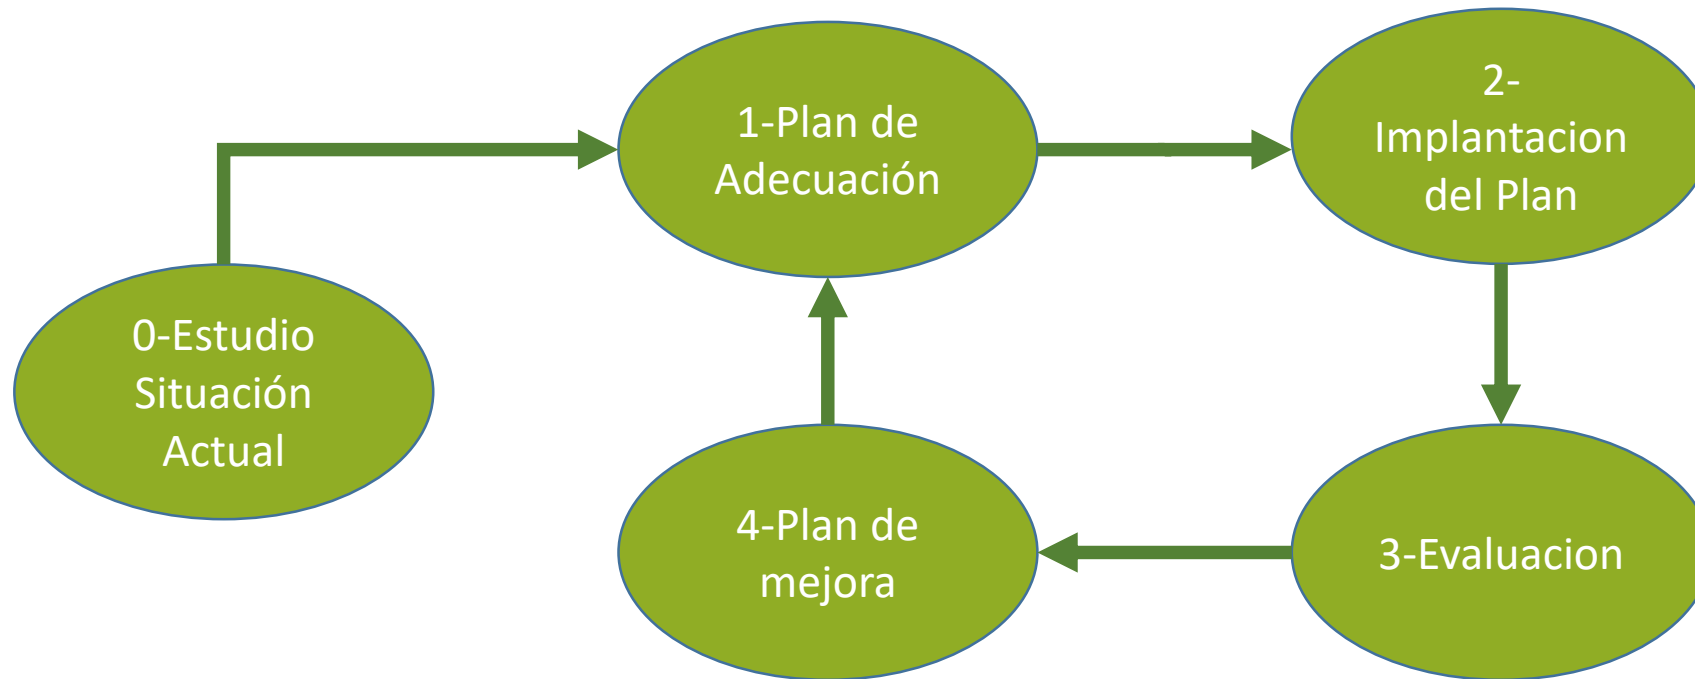 0-Estudio
Situación
Actual
1-Plan de
Adecuación
2-
Implantacion
del Plan
3-Evaluacion
4-Plan de
mejora